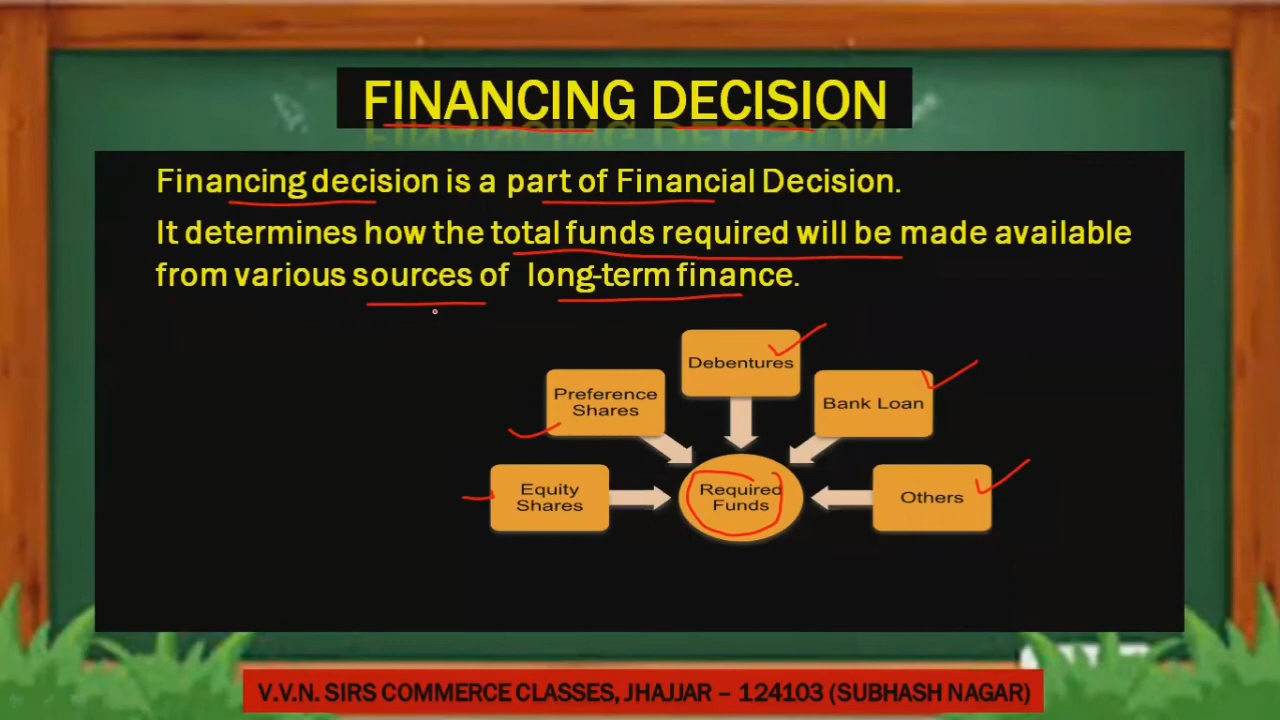 FINANCING DECISION
Financing decision is a part of Financial Decision.
It determines how the total funds required will be made available
from various sources of long-term finance.
Debentures
Preference
Shares
Bank Loan
Equity
Shares
Required
Funds
Others
V.V.N. SIRS COMMERCE CLASSES, JHAJJAR – 124103 (SUBHASH NAGAR)